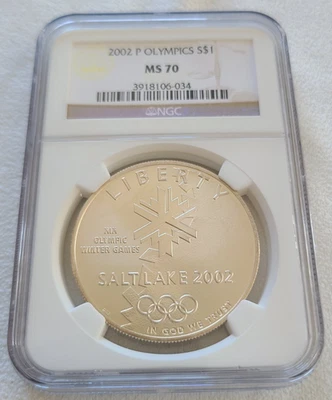 2002 P OLYMPICS S$1
MS 70
3918106-034
NGC
LIBERTY
XIX
OLYMPIC
WINTER GAMES
SALT LAKE 2002
IN GOD WE TRUST